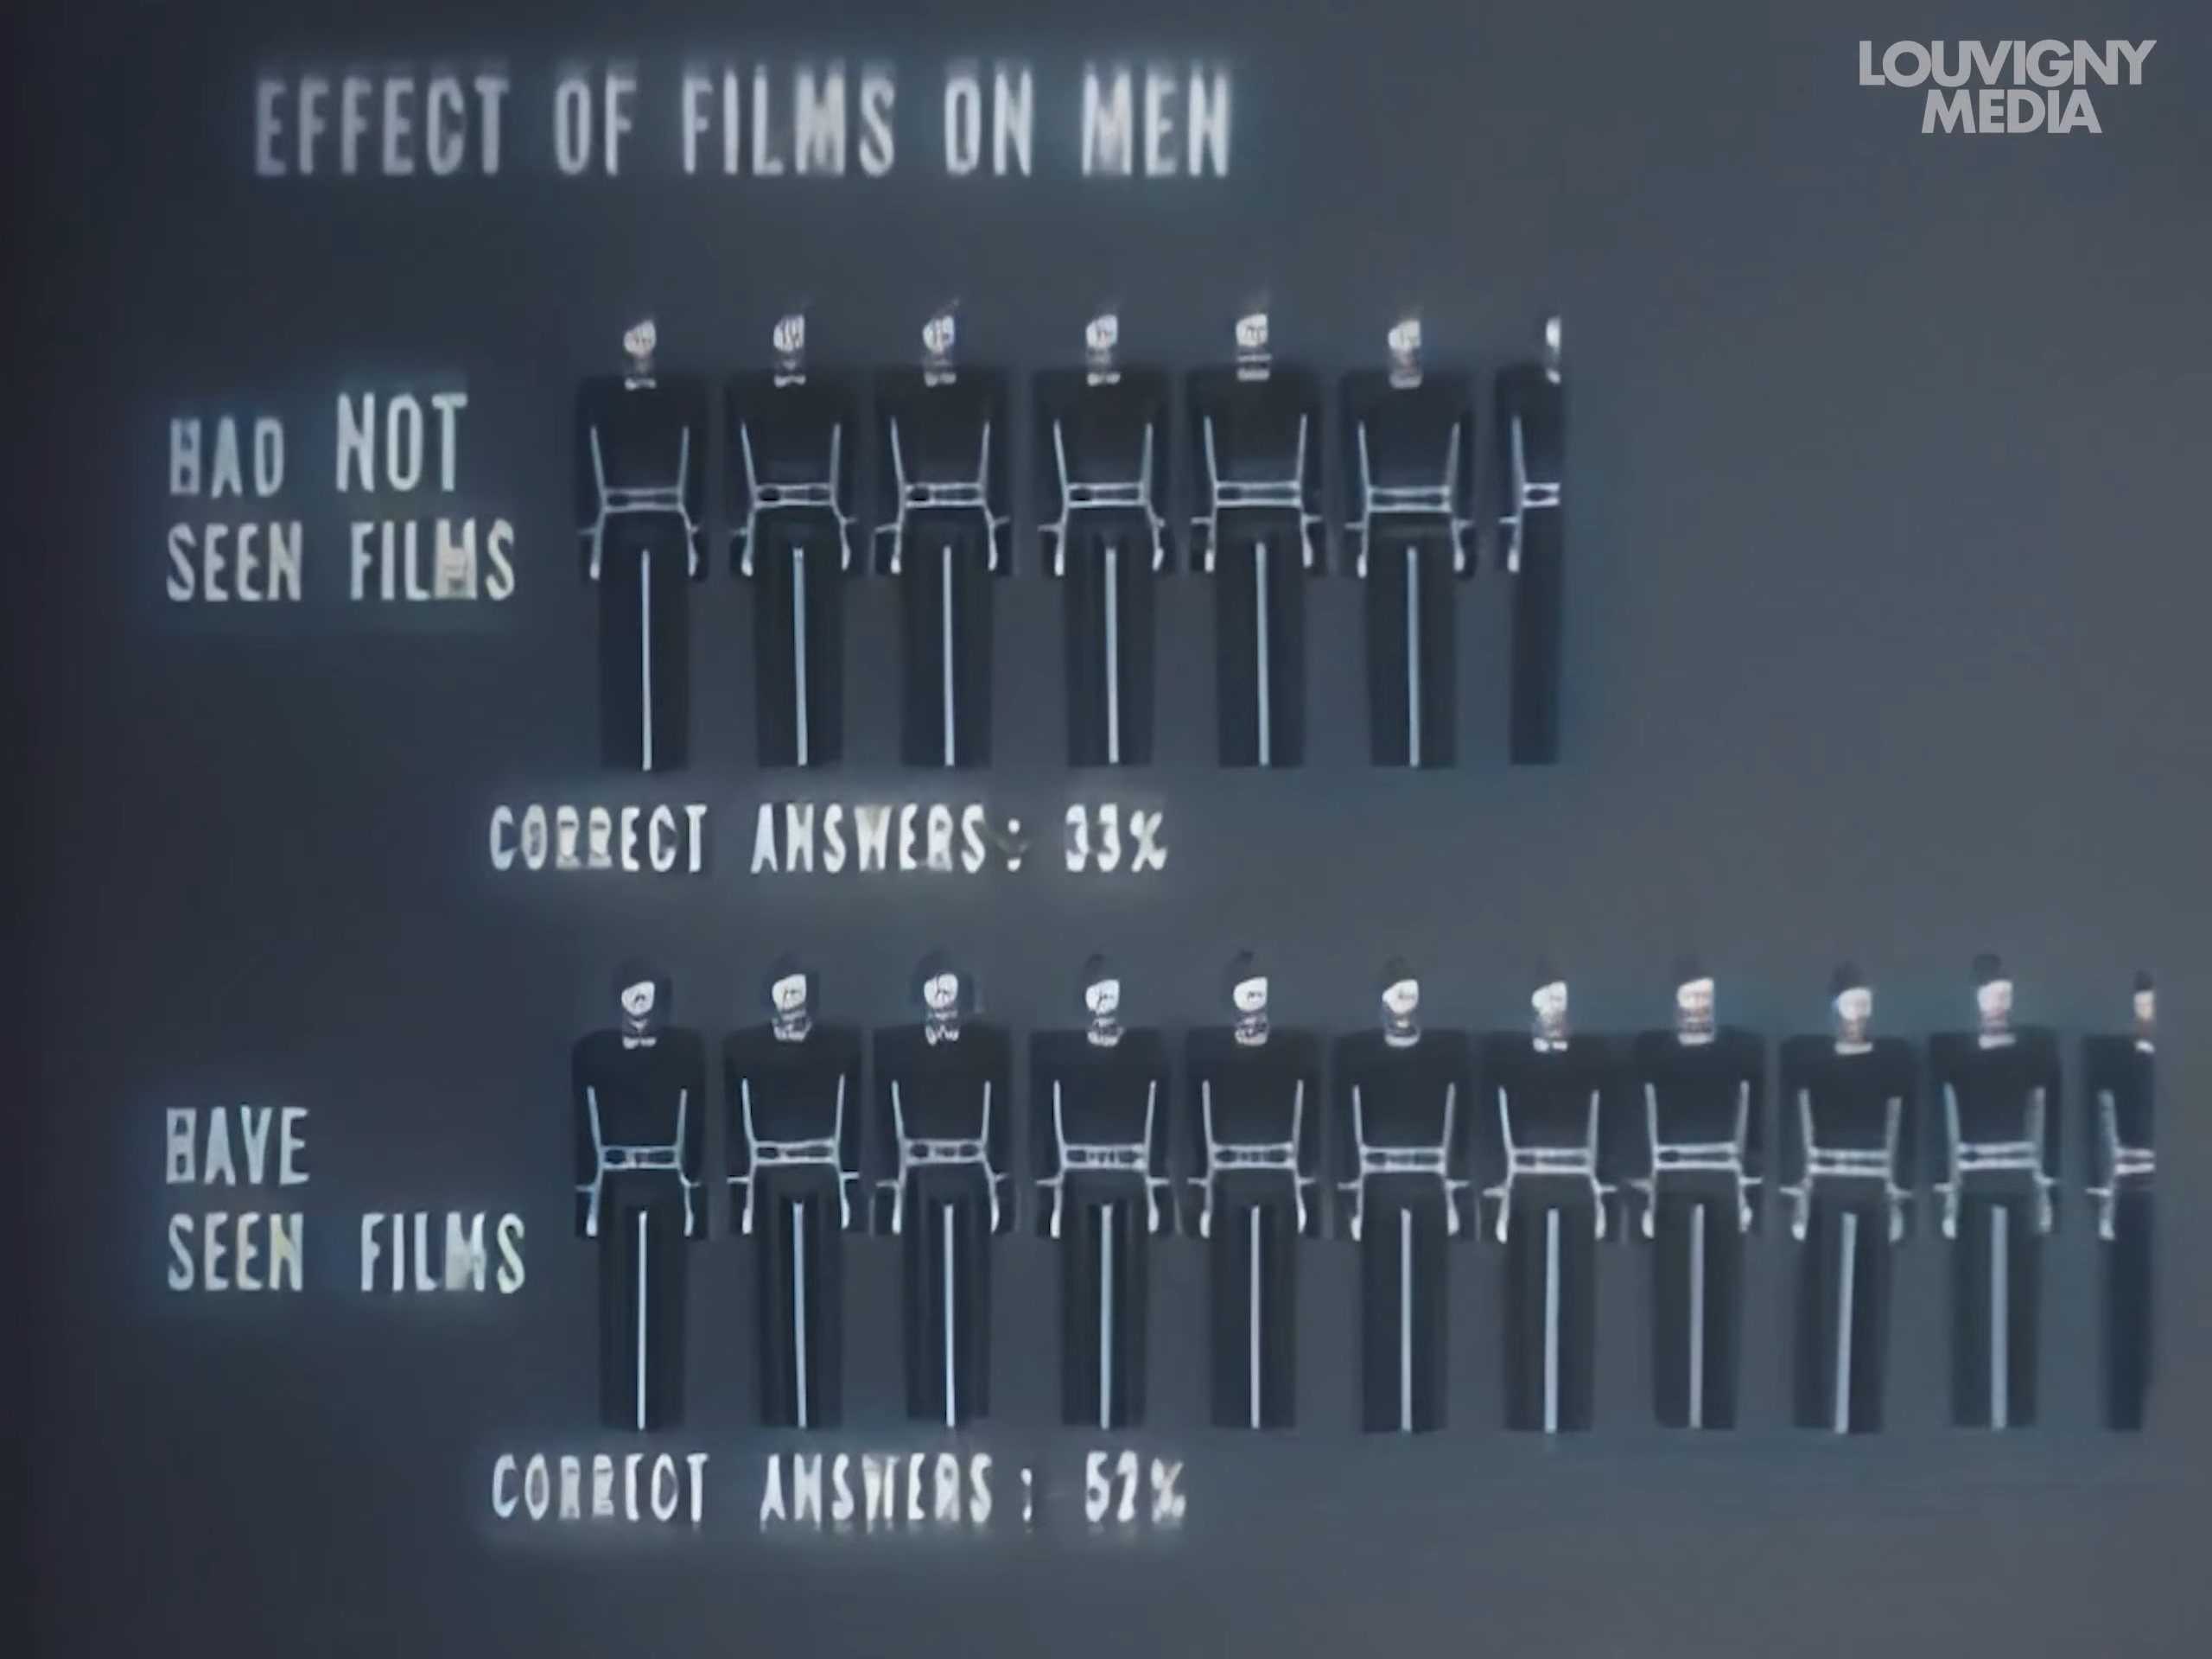 EFFECT OF FILMS ON MEN
LOUVIGNY
MEDIA
HAD NOT
SEEN FILMS
CORRECT ANSWERS: 33%
HAVE
SEEN FILMS
CORRECT ANSWERS: